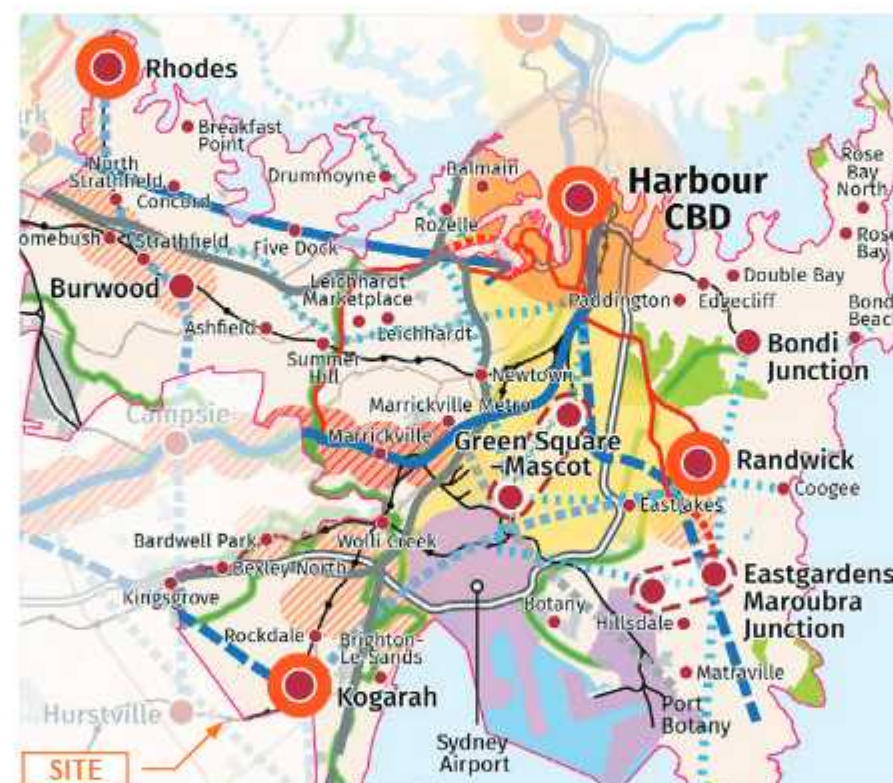 Rhodes
Breakfast
Point
North
Strathfield
Concord
Drummoyne
Balmain
Harbour
CBD
Rose
Bay
North
Strathfield
Five Dock
Rozelle
Rose
Bay
Burwood
Leichhardt
Marketplace
Double Bay
Paddington
Edgecliff
Ashfield
Leichhardt
Summer
Hill
Bondi
Junction
Newtown
Campsie
Marrickville Metro
Marrickville
Green Square
-Mascot
Randwick
Coogee
Eastlakes
Bardwell Park
Wolli Creek
Bexley North
Kingsgrove
Eastgardens
Maroubra
Junction
Botany
Hillsdale
Rockdale
Brighton-
Le-Sands
Matraville
Kogarah
Port
Botany
Hurstville
Sydney
Airport
SITE